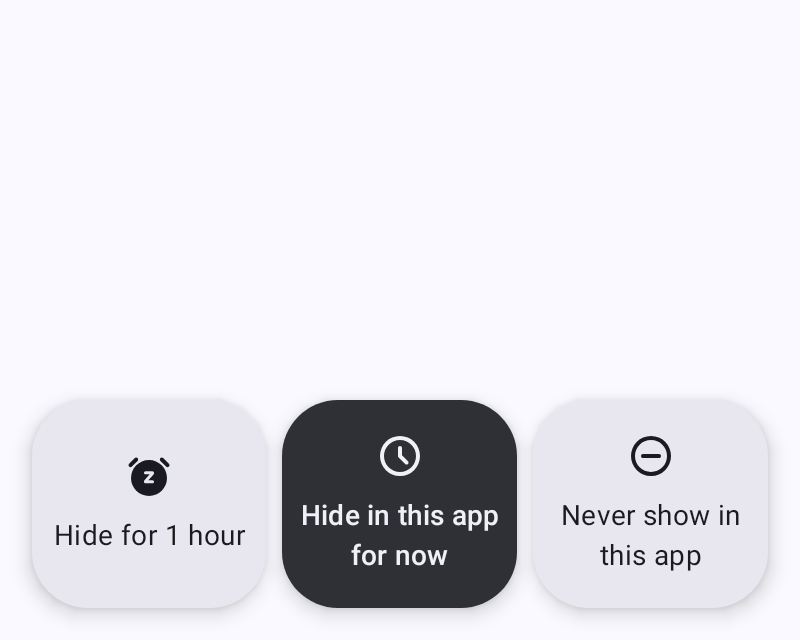 Hide for 1 hour
Hide in this app
for now
Never show in
this app